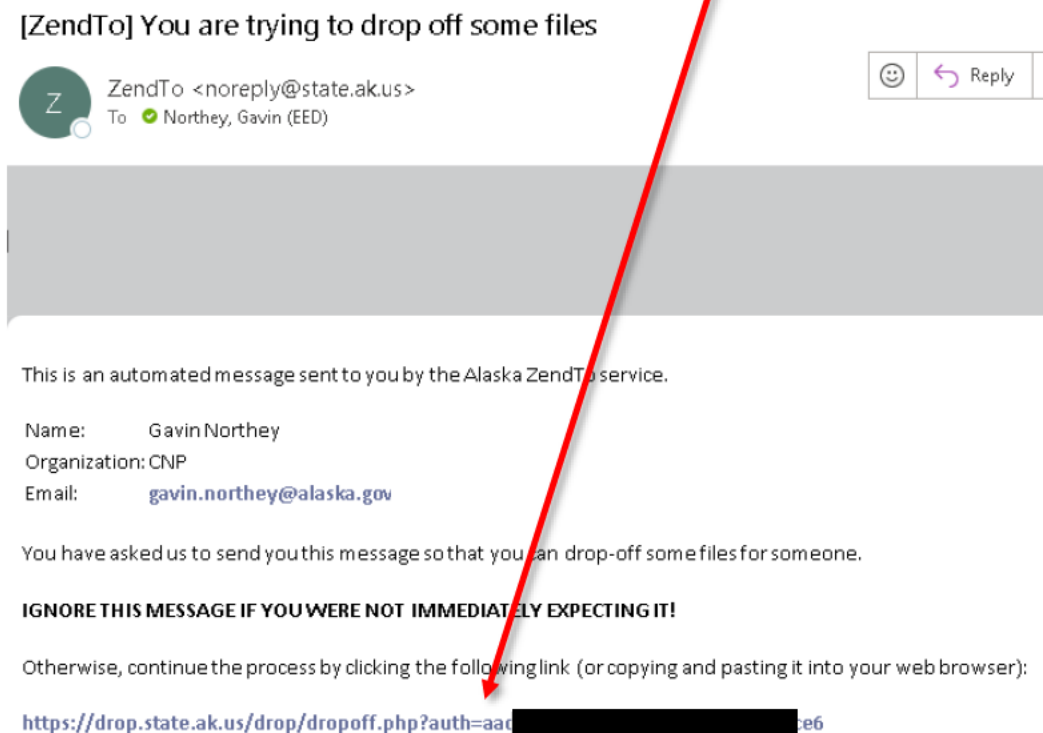 [ZendTo] You are trying to drop off some files
Z
ZendTo <noreply@state.ak.us>
Reply
To Northey, Gavin (EED)
This is an automated message sent to you by the Alaska ZendTo service.
Name: Gavin Northey
Organization: CNP
Email: gavin.northey@alaska.gov
You have asked us to send you this message so that you can drop-off some files for someone.
IGNORE THIS MESSAGE IF YOU WERE NOT IMMEDIATELY EXPECTING IT!
Otherwise, continue the process by clicking the following link (or copying and pasting it into your web browser):
https://drop.state.ak.us/drop/dropoff.php?auth=aad ce6